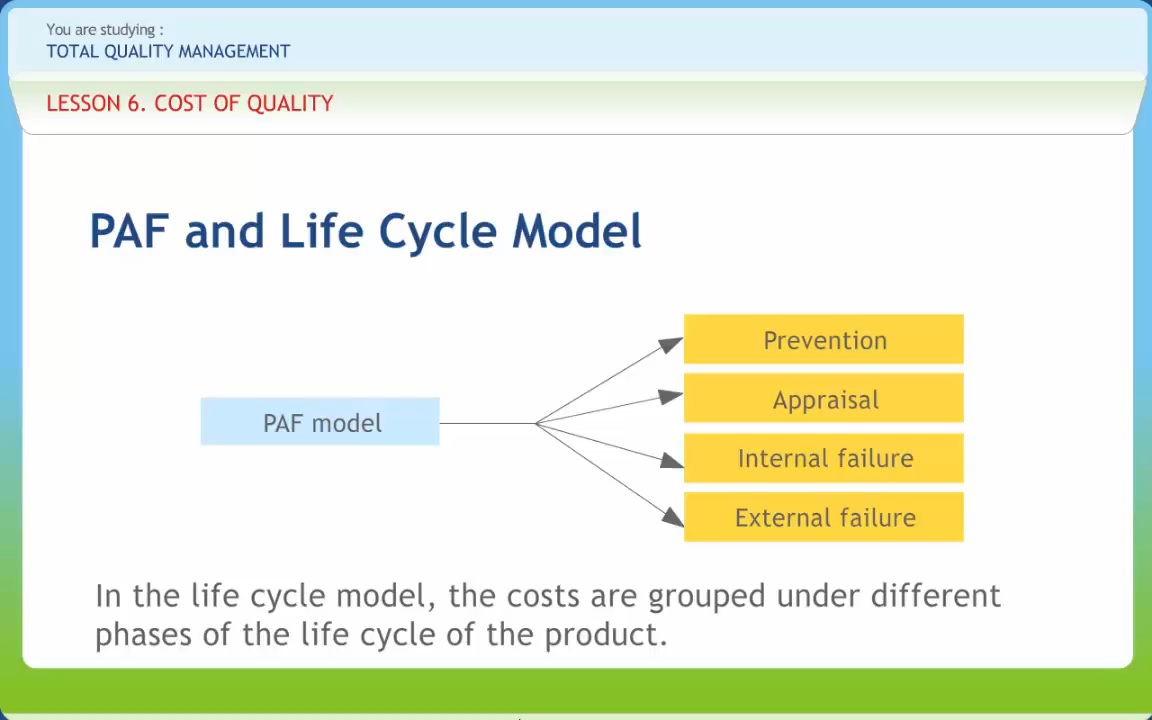 You are studying :
TOTAL QUALITY MANAGEMENT
LESSON 6. COST OF QUALITY
PAF and Life Cycle Model
PAF model
Prevention
Appraisal
Internal failure
External failure
In the life cycle model, the costs are grouped under different
phases of the life cycle of the product.